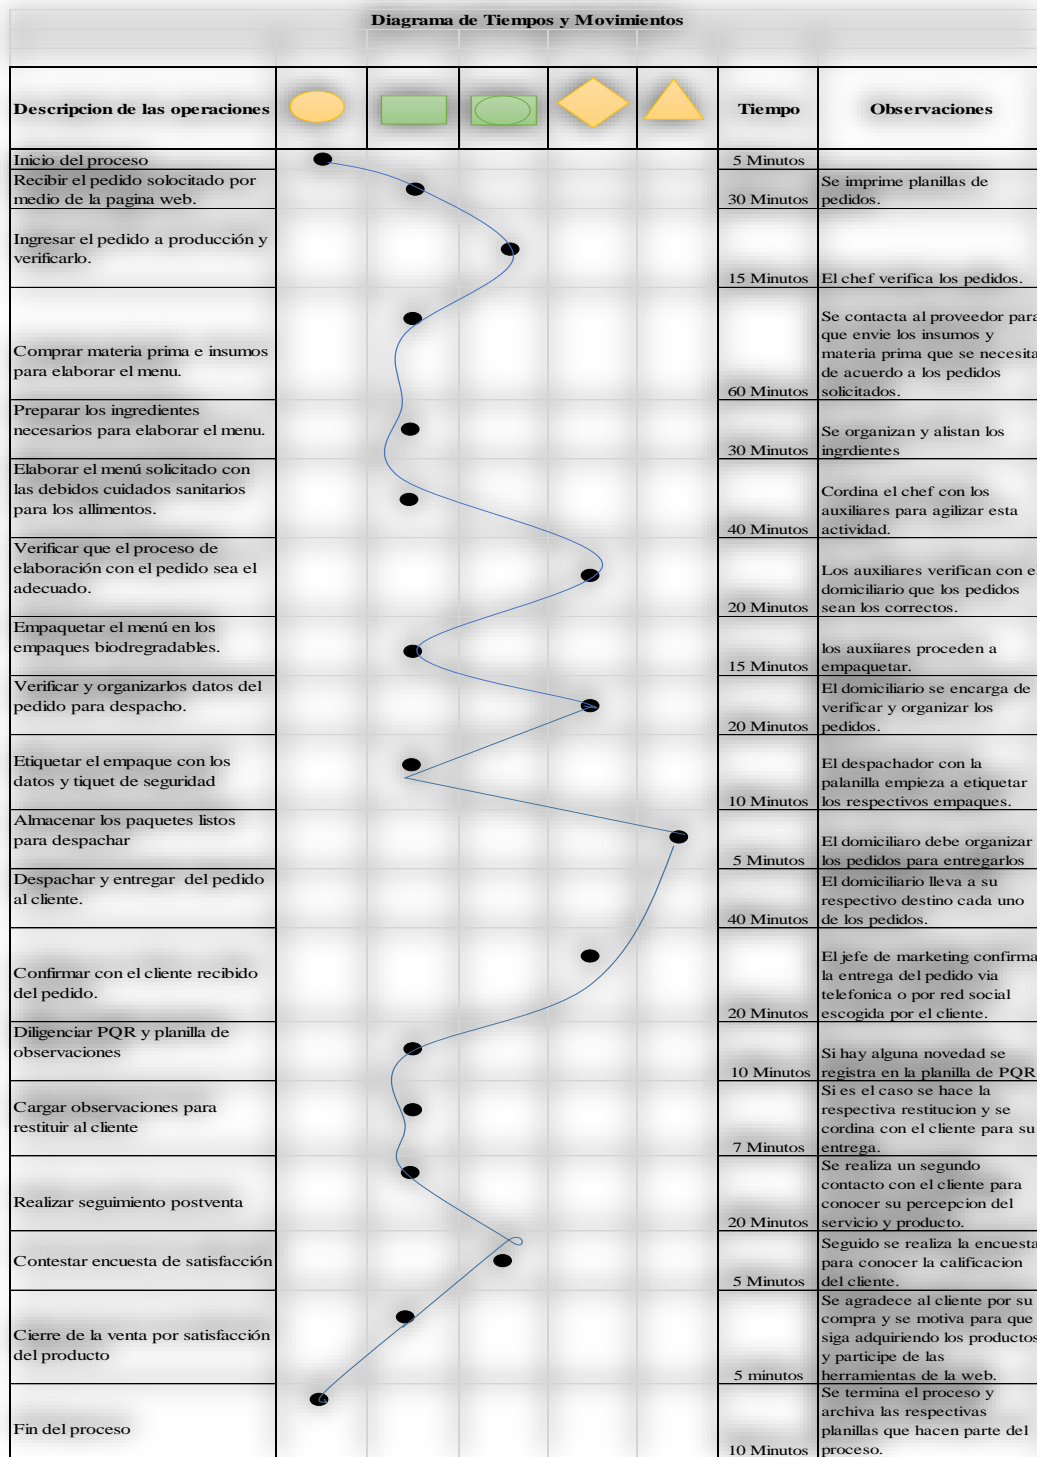 Diagrama de Tiempos y Movimientos
Descripcion de las operaciones
Tiempo
Observaciones
Inicio del proceso
5 Minutos
Recibir el pedido solocitado por
medio de la pagina web.
30 Minutos
Se imprime planillas de
pedidos.
Ingresar el pedido a producción y
verificarlo.
15 Minutos
El chef verifica los pedidos.
Comprar materia prima e insumos
para elaborar el menu.
60 Minutos
Se contacta al proveedor para
que envie los insumos y
materia prima que se necesita
de acuerdo a los pedidos
solicitados.
Preparar los ingredientes
necesarios para elaborar el menu.
30 Minutos
Se organizan y alistan los
ingrdientes
Elaborar el menú solicitado con
las debidos cuidados sanitarios
para los allimentos.
40 Minutos
Cordina el chef con los
auxiliares para agilizar esta
actividad.
Verificar que el proceso de
elaboración con el pedido sea el
adecuado.
20 Minutos
Los auxiliares verifican con e
domiciliario que los pedidos
sean los correctos.
Empaquetar el menú en los
empaques biodregradables.
15 Minutos
los auxiiares proceden a
empaquetar.
Verificar y organizarlos datos del
pedido para despacho.
20 Minutos
El domiciliario se encarga de
verificar y organizar los
pedidos.
Etiquetar el empaque con los
datos y tiquet de seguridad
10 Minutos
El despachador con la
palanilla empieza a etiquetar
los respectivos empaques.
Almacenar los paquetes listos
para despachar
5 Minutos
El domiciliaro debe organizar
los pedidos para entregarlos
Despachar y entregar del pedido
al cliente.
40 Minutos
El domiciliario lleva a su
respectivo destino cada uno
de los pedidos.
Confirmar con el cliente recibido
del pedido.
20 Minutos
El jefe de marketing confirma
la entrega del pedido via
telefonica o por red social
escogida por el cliente.
Diligenciar PQR y planilla de
observaciones
10 Minutos
Si hay alguna novedad se
registra en la planilla de PQR
Cargar observaciones para
restituir al cliente
7 Minutos
Si es el caso se hace la
respectiva restitucion y se
cordina con el cliente para su
entrega.
Realizar seguimiento postventa
20 Minutos
Se realiza un segundo
contacto con el cliente para
conocer su percepcion del
servicio y producto.
Contestar encuesta de satisfacción
5 Minutos
Seguido se realiza la encuesta
para conocer la calificacion
del cliente.
Cierre de la venta por satisfacción
del producto
5 minutos
Se agradece al cliente por su
compra y se motiva para que
siga adquiriendo los productos
y participe de las
herramientas de la web.
Fin del proceso
10 Minutos
Se termina el proceso y
archiva las respectivas
planillas que hacen parte del
proceso.